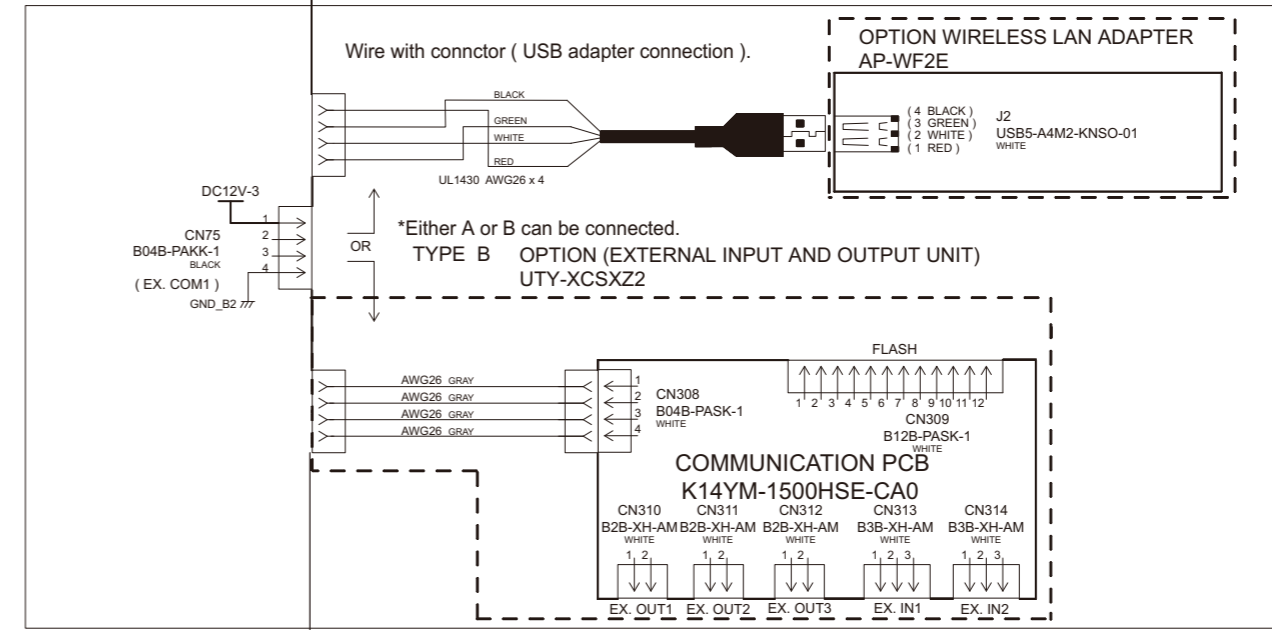 OPTION WIRELESS LAN ADAPTER
AP-WF2E
Wire with connctor ( USB adapter connection ).
BLACK
GREEN
WHITE
RED
UL1430 AWG26 x 4
( 4 BLACK )
( 3 GREEN )
( 2 WHITE )
( 1 RED )
J2
USB5-A4M2-KNSO-01
WHITE
DC12V-3
1
2
3
4
CN75
B04B-PAKK-1
BLACK
( EX. COM1 )
GND_B2
OR
*Either A or B can be connected.
TYPE B OPTION (EXTERNAL INPUT AND OUTPUT UNIT)
UTY-XCSXZ2
AWG26 GRAY
AWG26 GRAY
AWG26 GRAY
AWG26 GRAY
1
2
3
4
CN308
B04B-PASK-1
WHITE
FLASH
1 2 3 4 5 6 7 8 9 10 11 12
CN309
B12B-PASK-1
WHITE
COMMUNICATION PCB
K14YM-1500HSE-CA0
CN310 CN311 CN312 CN313 CN314
B2B-XH-AM B2B-XH-AM B2B-XH-AM B3B-XH-AM B3B-XH-AM
WHITE WHITE WHITE WHITE WHITE
1 2 1 2 1 2 1 2 3 1 2 3
EX. OUT1 EX. OUT2 EX. OUT3 EX. IN1 EX. IN2